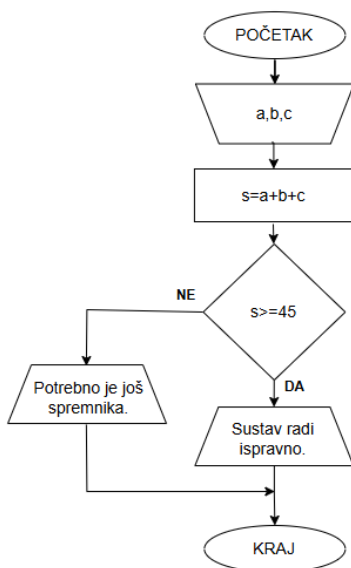 POČETAK
a,b,c
s=a+b+c
s>=45
NE
DA
Potrebno je još
spremnika.
Sustav radi
ispravno.
KRAJ